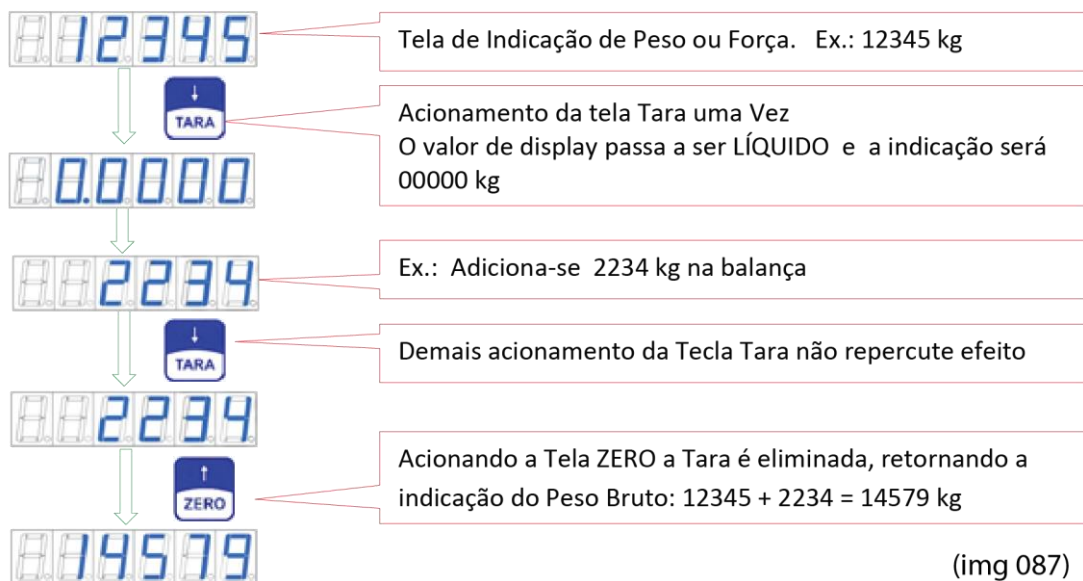 12345
Tela de Indicação de Peso ou Força. Ex.: 12345 kg
TARA
Acionamento da tela Tara uma Vez
O valor de display passa a ser LÍQUIDO e a indicação será
00000 kg
0.0000
2234
Ex.: Adiciona-se 2234 kg na balança
TARA
Demais acionamento da Tecla Tara não repercute efeito
2234
ZERO
Acionando a Tela ZERO a Tara é eliminada, retornando a
indicação do Peso Bruto: 12345 + 2234 = 14579 kg
14579
(img 087)